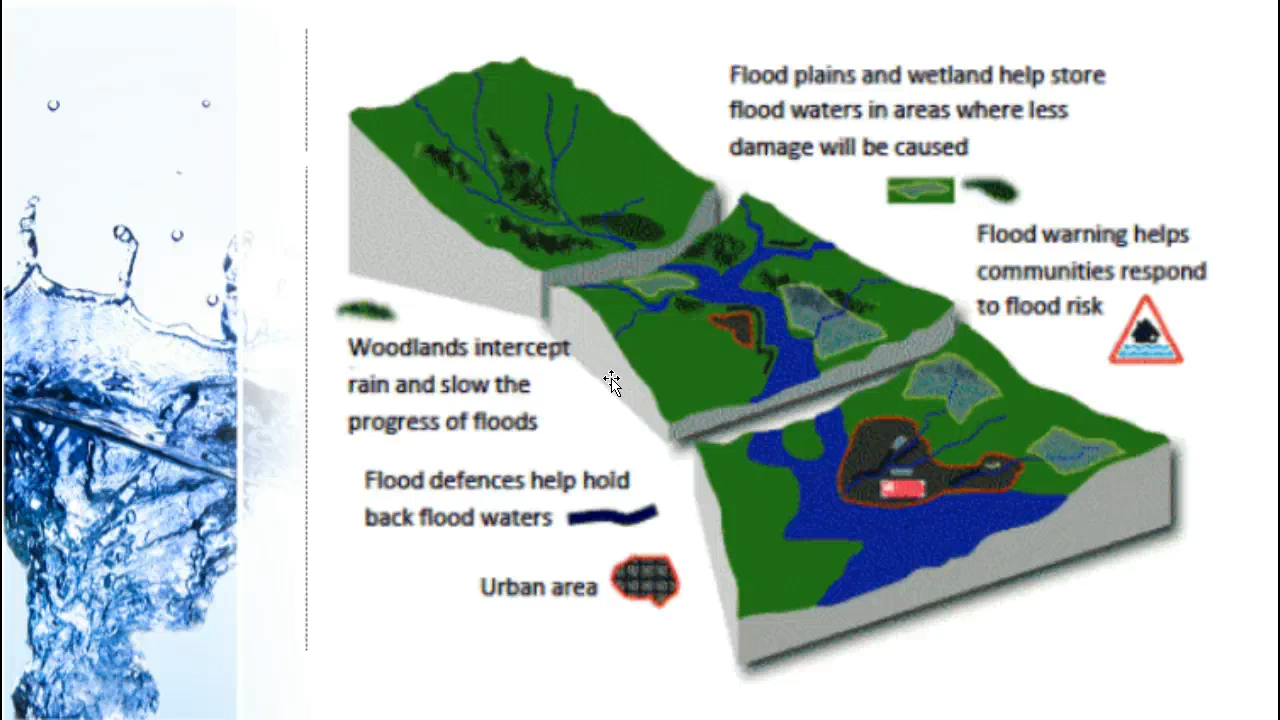 Flood plains and wetland help store
flood waters in areas where less
damage will be caused
Flood warning helps
communities respond
to flood risk
Woodlands intercept
rain and slow the
progress of floods
Flood defences help hold
back flood waters
Urban area